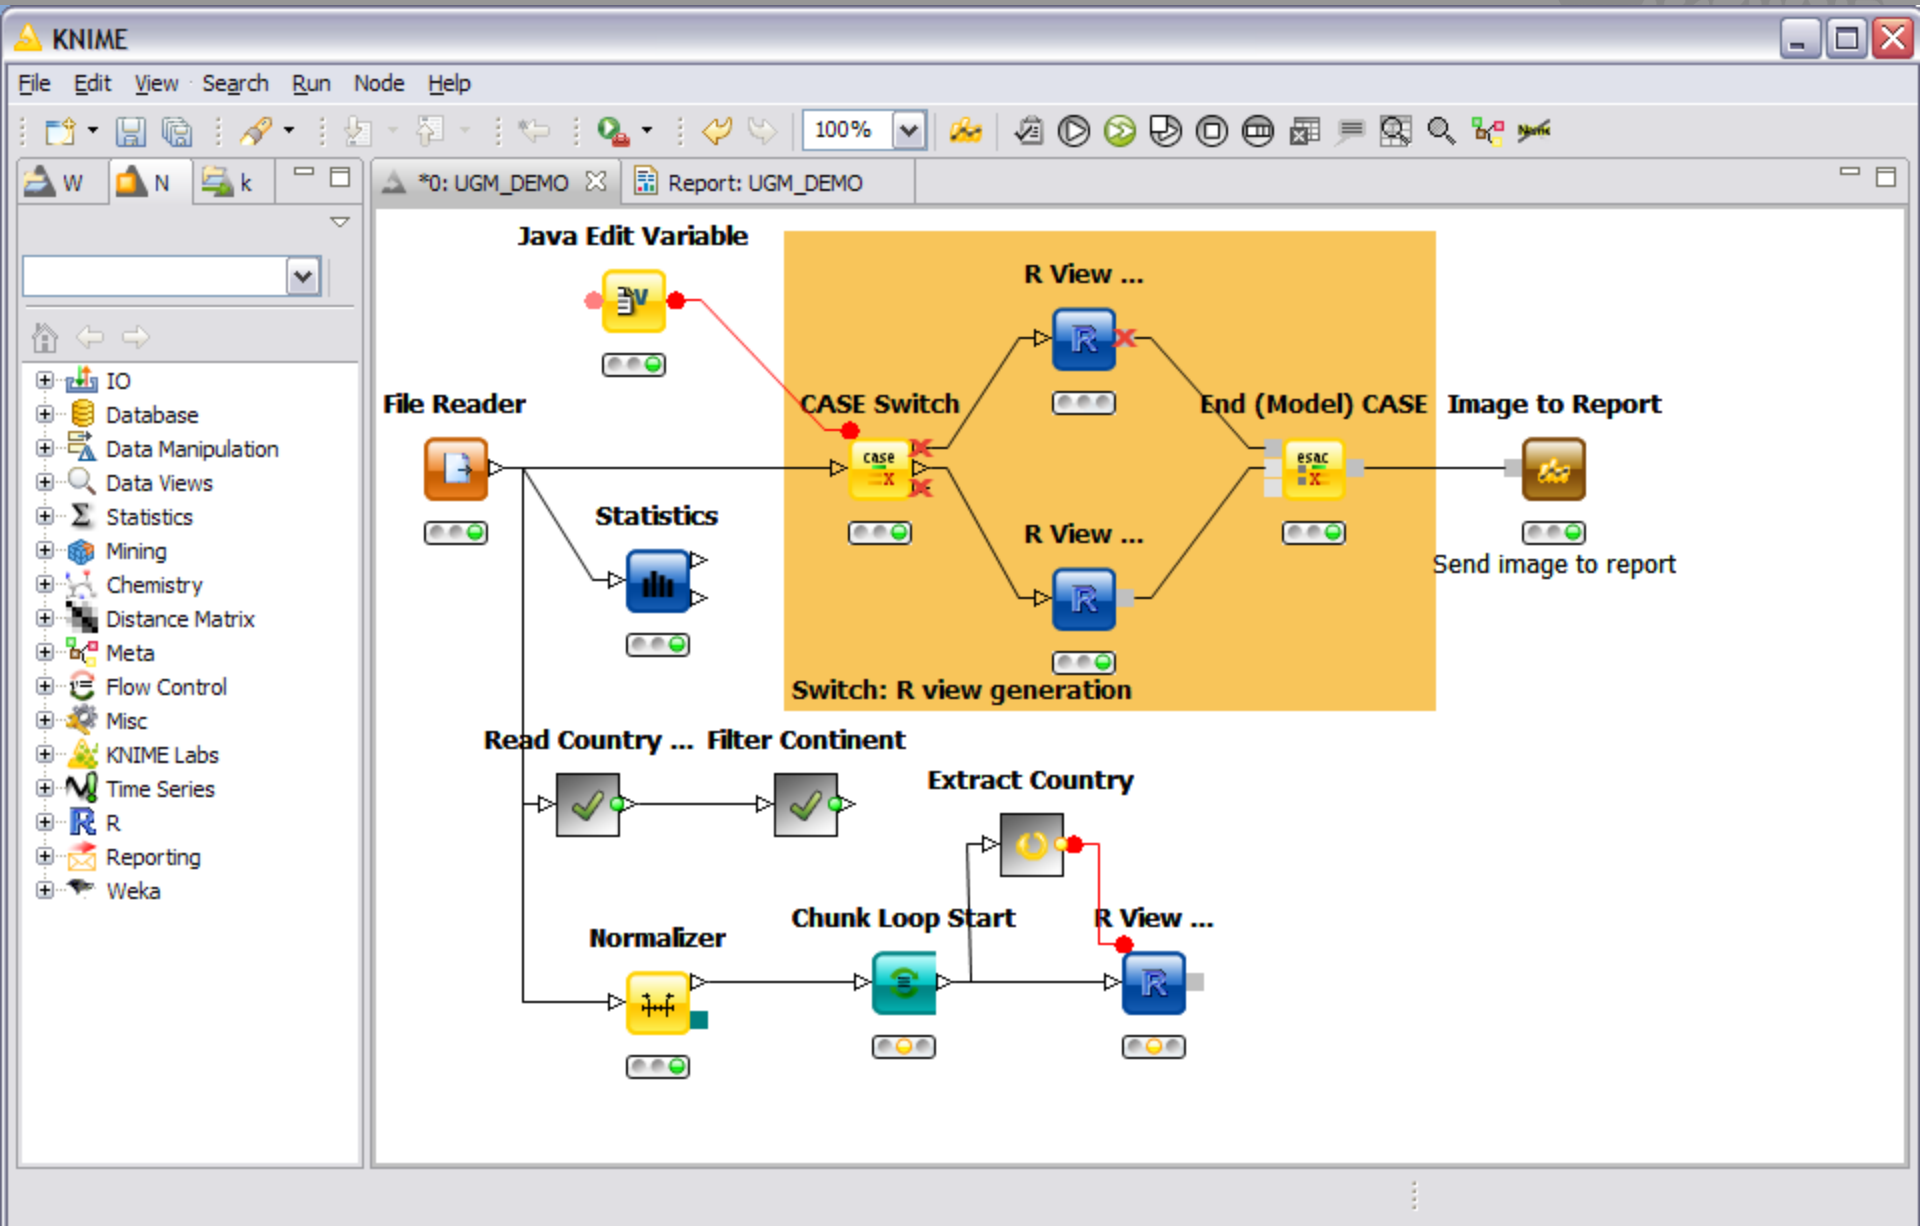 KNIME
File Edit View Search Run Node Help
100%
W N k
*0: UGM_DEMO Report: UGM_DEMO
IO
Database
Data Manipulation
Data Views
Statistics
Mining
Chemistry
Distance Matrix
Meta
Flow Control
Misc
KNIME Labs
Time Series
R
Reporting
Weka
Java Edit Variable
R View ...
File Reader
CASE Switch
case
End (Model) CASE
esac
Image to Report
Send image to report
Statistics
R View ...
Switch: R view generation
Read Country ...
Filter Continent
Extract Country
Normalizer
Chunk Loop Start
R View ...